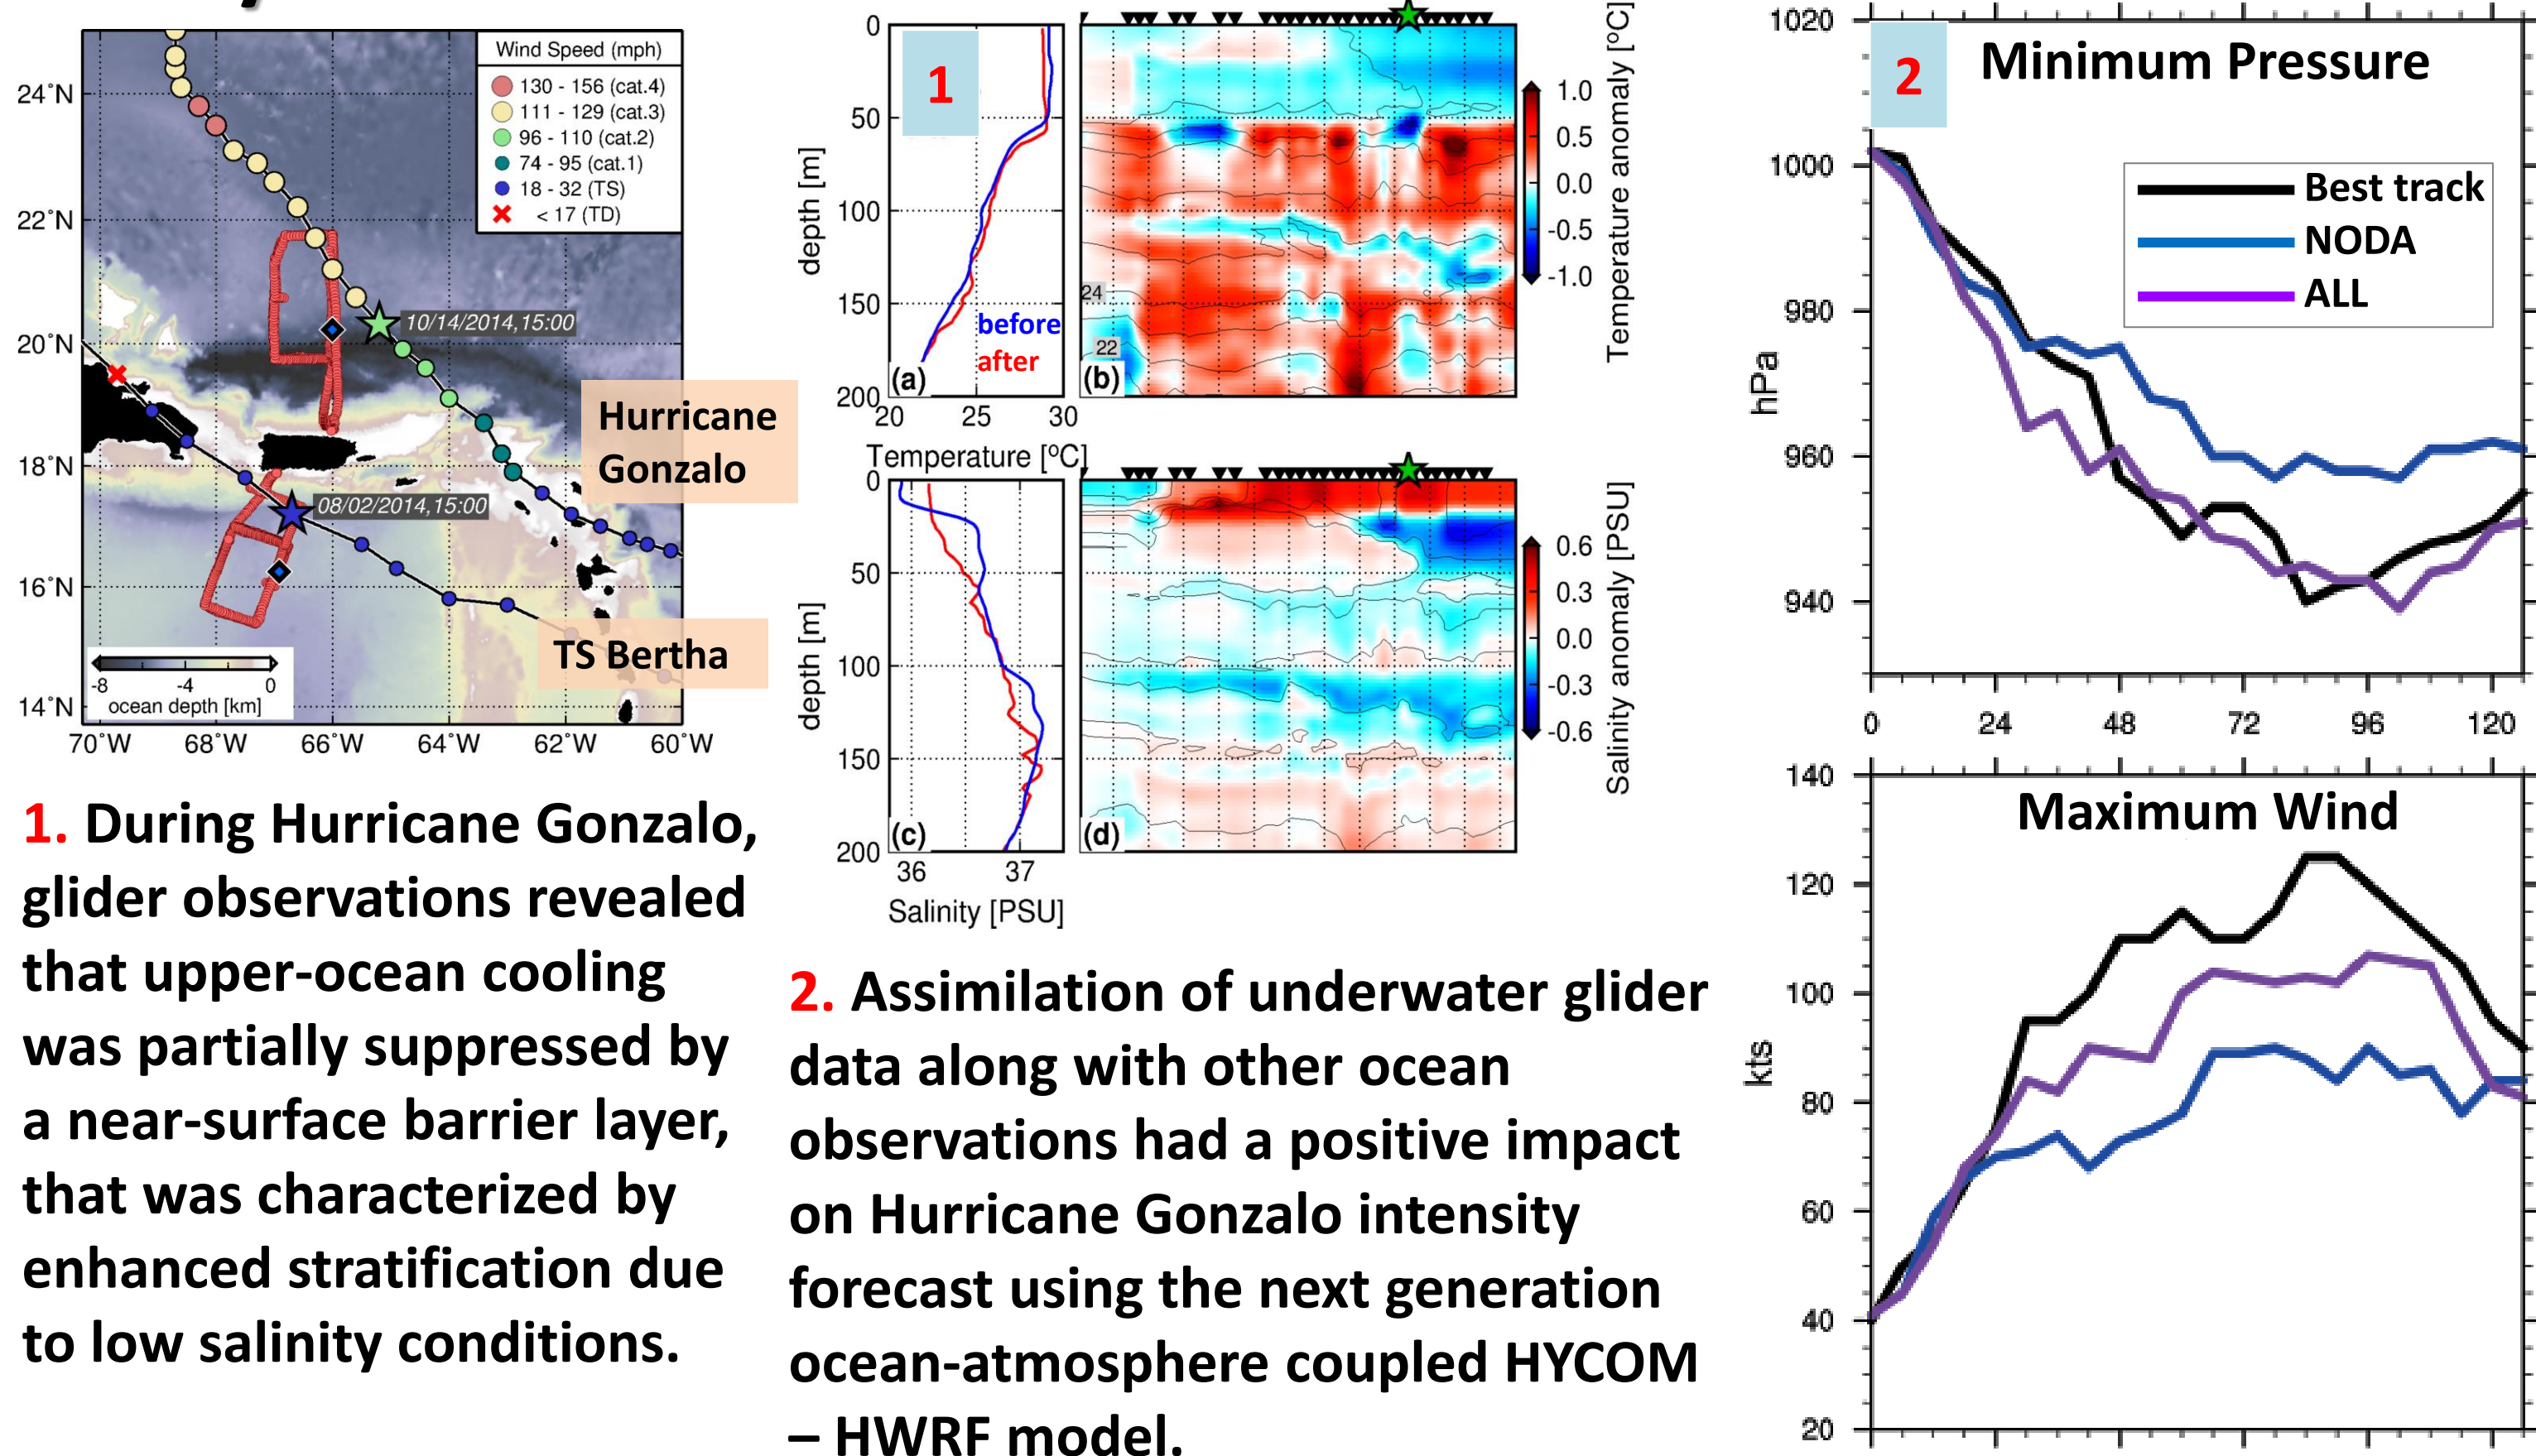 24°N
22°N
20°N
18°N
16°N
14°N
70°W 68°W 66°W 64°W 62°W 60°W
Wind Speed (mph)
130 - 156 (cat.4)
111 - 129 (cat.3)
96 - 110 (cat.2)
74 - 95 (cat.1)
18 - 32 (TS)
< 17 (TD)
10/14/2014,15:00
08/02/2014,15:00
Hurricane
Gonzalo
TS Bertha
-8 -4 0
ocean depth [km]
1. During Hurricane Gonzalo,
glider observations revealed
that upper-ocean cooling
was partially suppressed by
a near-surface barrier layer,
that was characterized by
enhanced stratification due
to low salinity conditions.
1
0
50
100
150
200
depth [m]
before
after
(a)
20 25 30
Temperature [ºC]
24
22
(b)
1.0
0.5
0.0
-0.5
-1.0
Temperature anomaly [ºC]
0
50
100
150
200
depth [m]
(c)
36 37
Salinity [PSU]
(d)
0.6
0.3
0.0
-0.3
-0.6
Salinity anomaly [PSU]
2. Assimilation of underwater glider
data along with other ocean
observations had a positive impact
on Hurricane Gonzalo intensity
forecast using the next generation
ocean-atmosphere coupled HYCOM
– HWRF model.
2
Minimum Pressure
Best track
NODA
ALL
1020
1000
980
960
940
hPa
0 24 48 72 96 120
Maximum Wind
140
120
100
80
60
40
20
kts